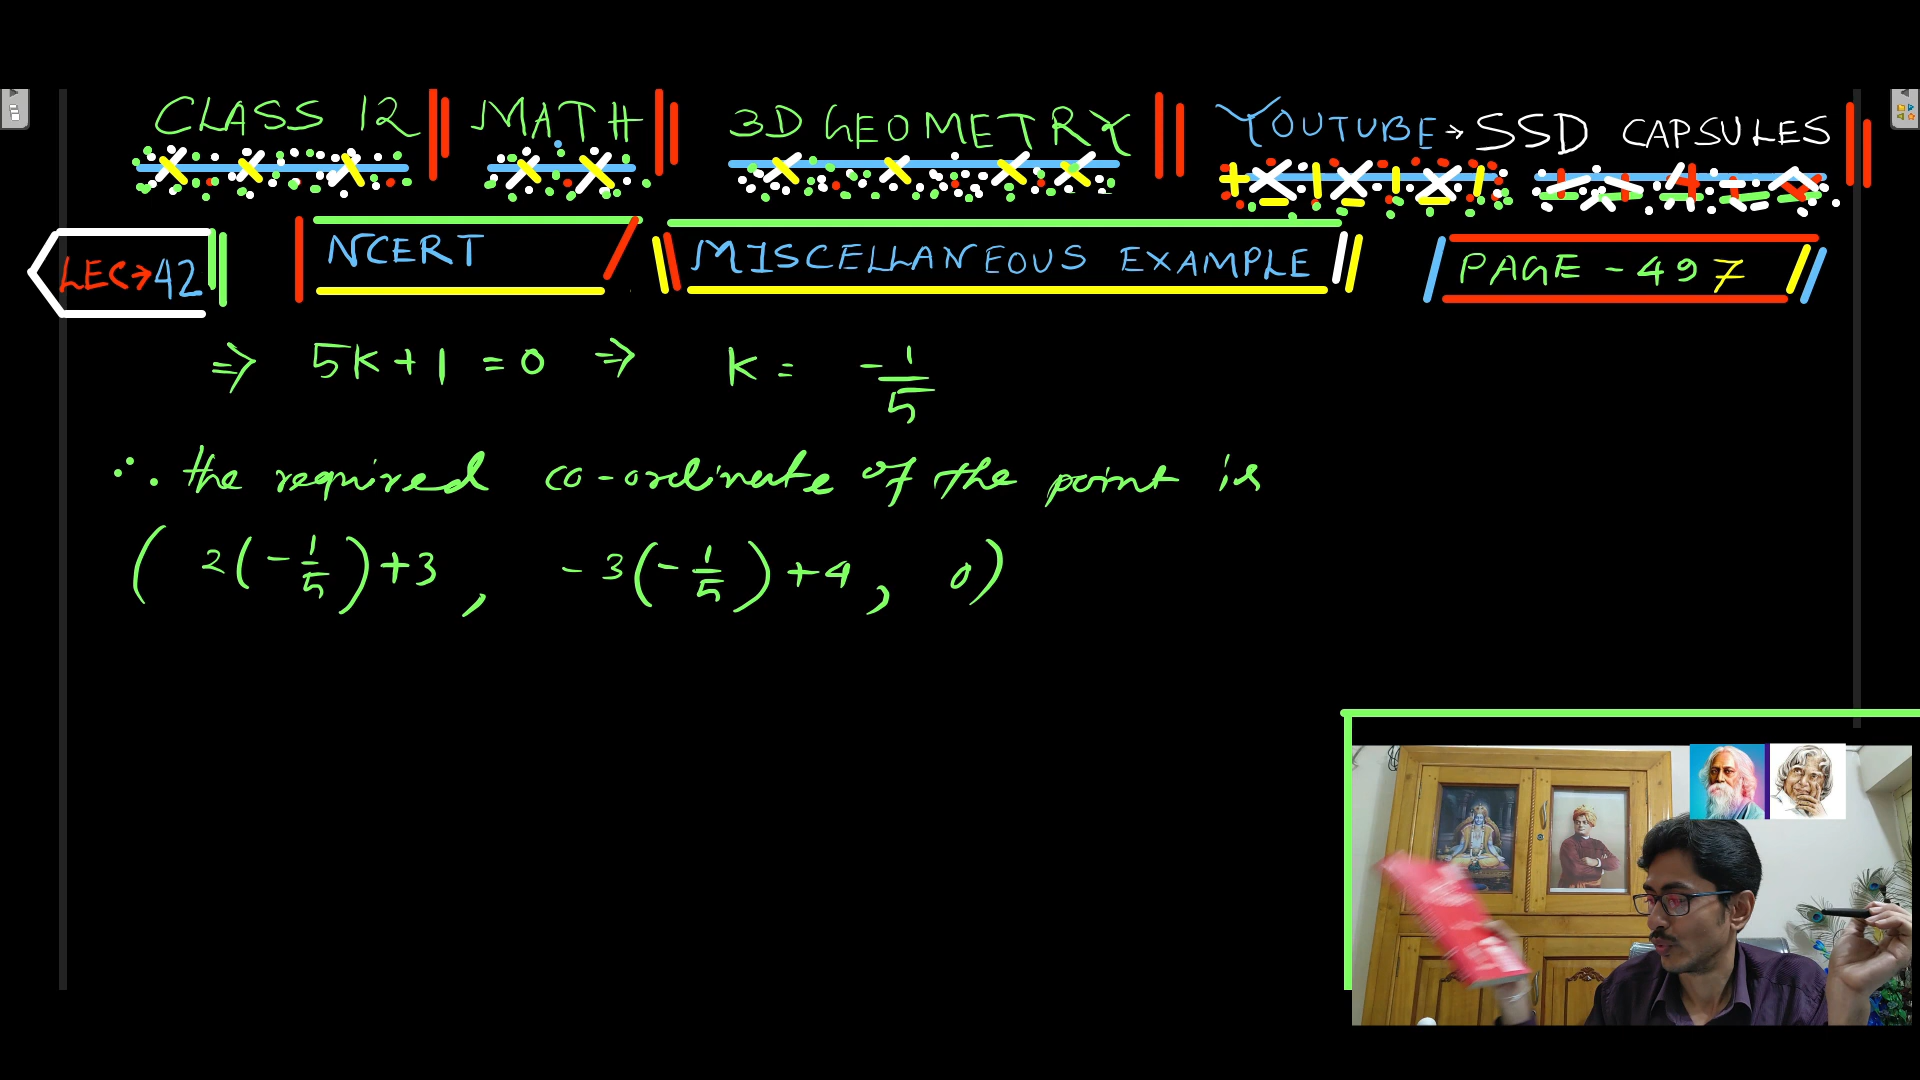 CLASS 12 || MATH || 3D GEOMETRY || YOUTUBE → SSD CAPSULES ||
LEC→42 NCERT MISCELLANEOUS EXAMPLE PAGE - 497
⇒ 5K+1 = 0 ⇒ K = -1/5
∴ the required co-ordinate of the point is
( 2(-1/5)+3 , -3(-1/5)+4 , 0)